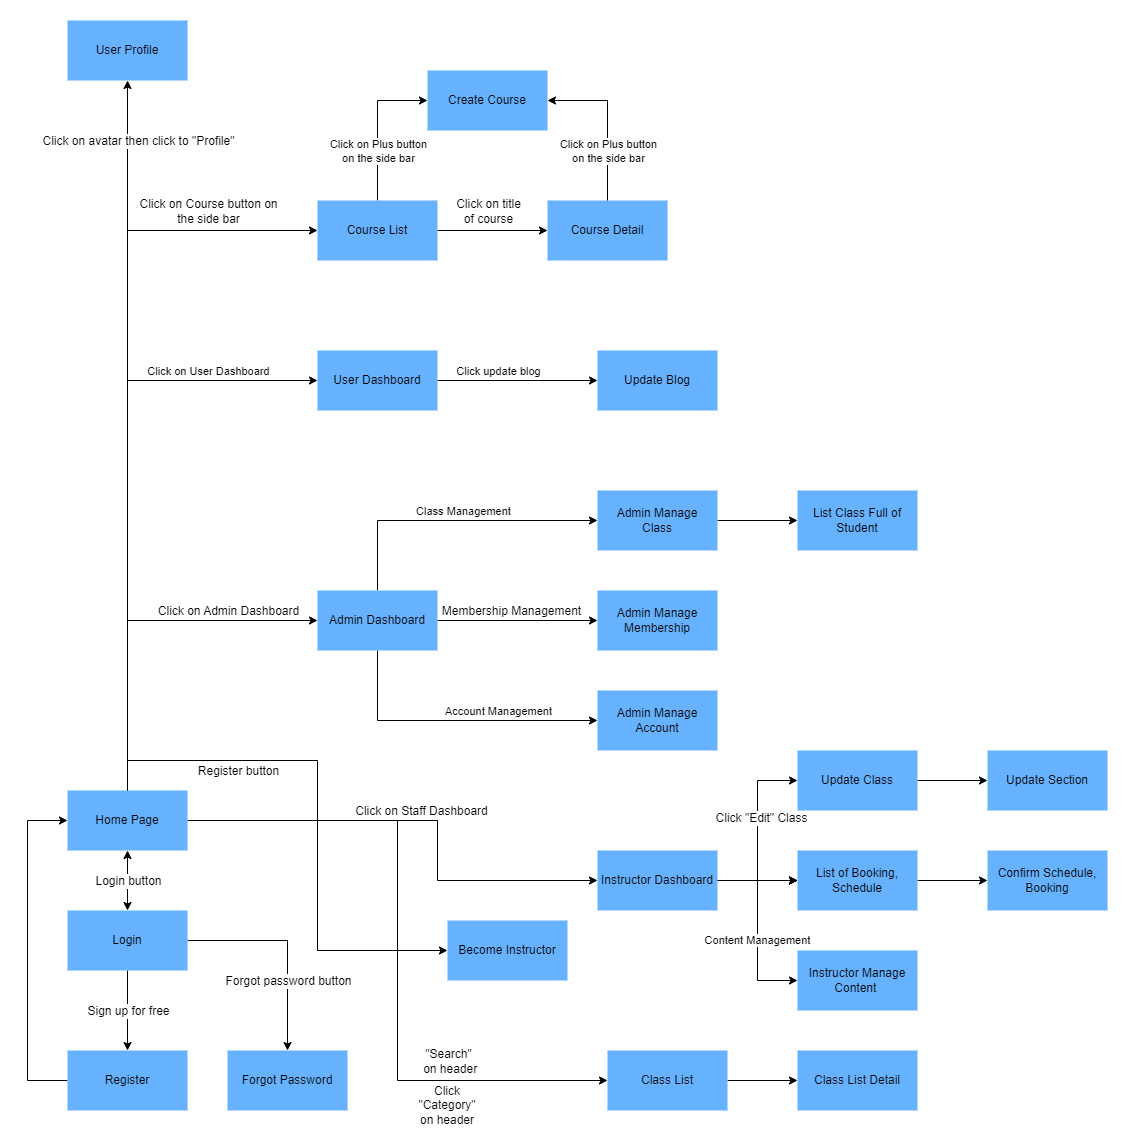 User Profile
Create Course
Click on avatar then click to "Profile"
Click on Plus button
on the side bar
Click on Plus button
on the side bar
Click on Course button on
the side bar
Course List
Click on title
of course
Course Detail
Click on User Dashboard
User Dashboard
Click update blog
Update Blog
Class Management
Admin Manage
Class
List Class Full of
Student
Click on Admin Dashboard
Admin Dashboard
Membership Management
Admin Manage
Membership
Account Management
Admin Manage
Account
Register button
Update Class
Update Section
Home Page
Click on Staff Dashboard
Click "Edit" Class
Login button
Instructor Dashboard
List of Booking,
Schedule
Confirm Schedule,
Booking
Login
Become Instructor
Content Management
Forgot password button
Instructor Manage
Content
Sign up for free
Register
Forgot Password
"Search"
on header
Click
"Category"
on header
Class List
Class List Detail